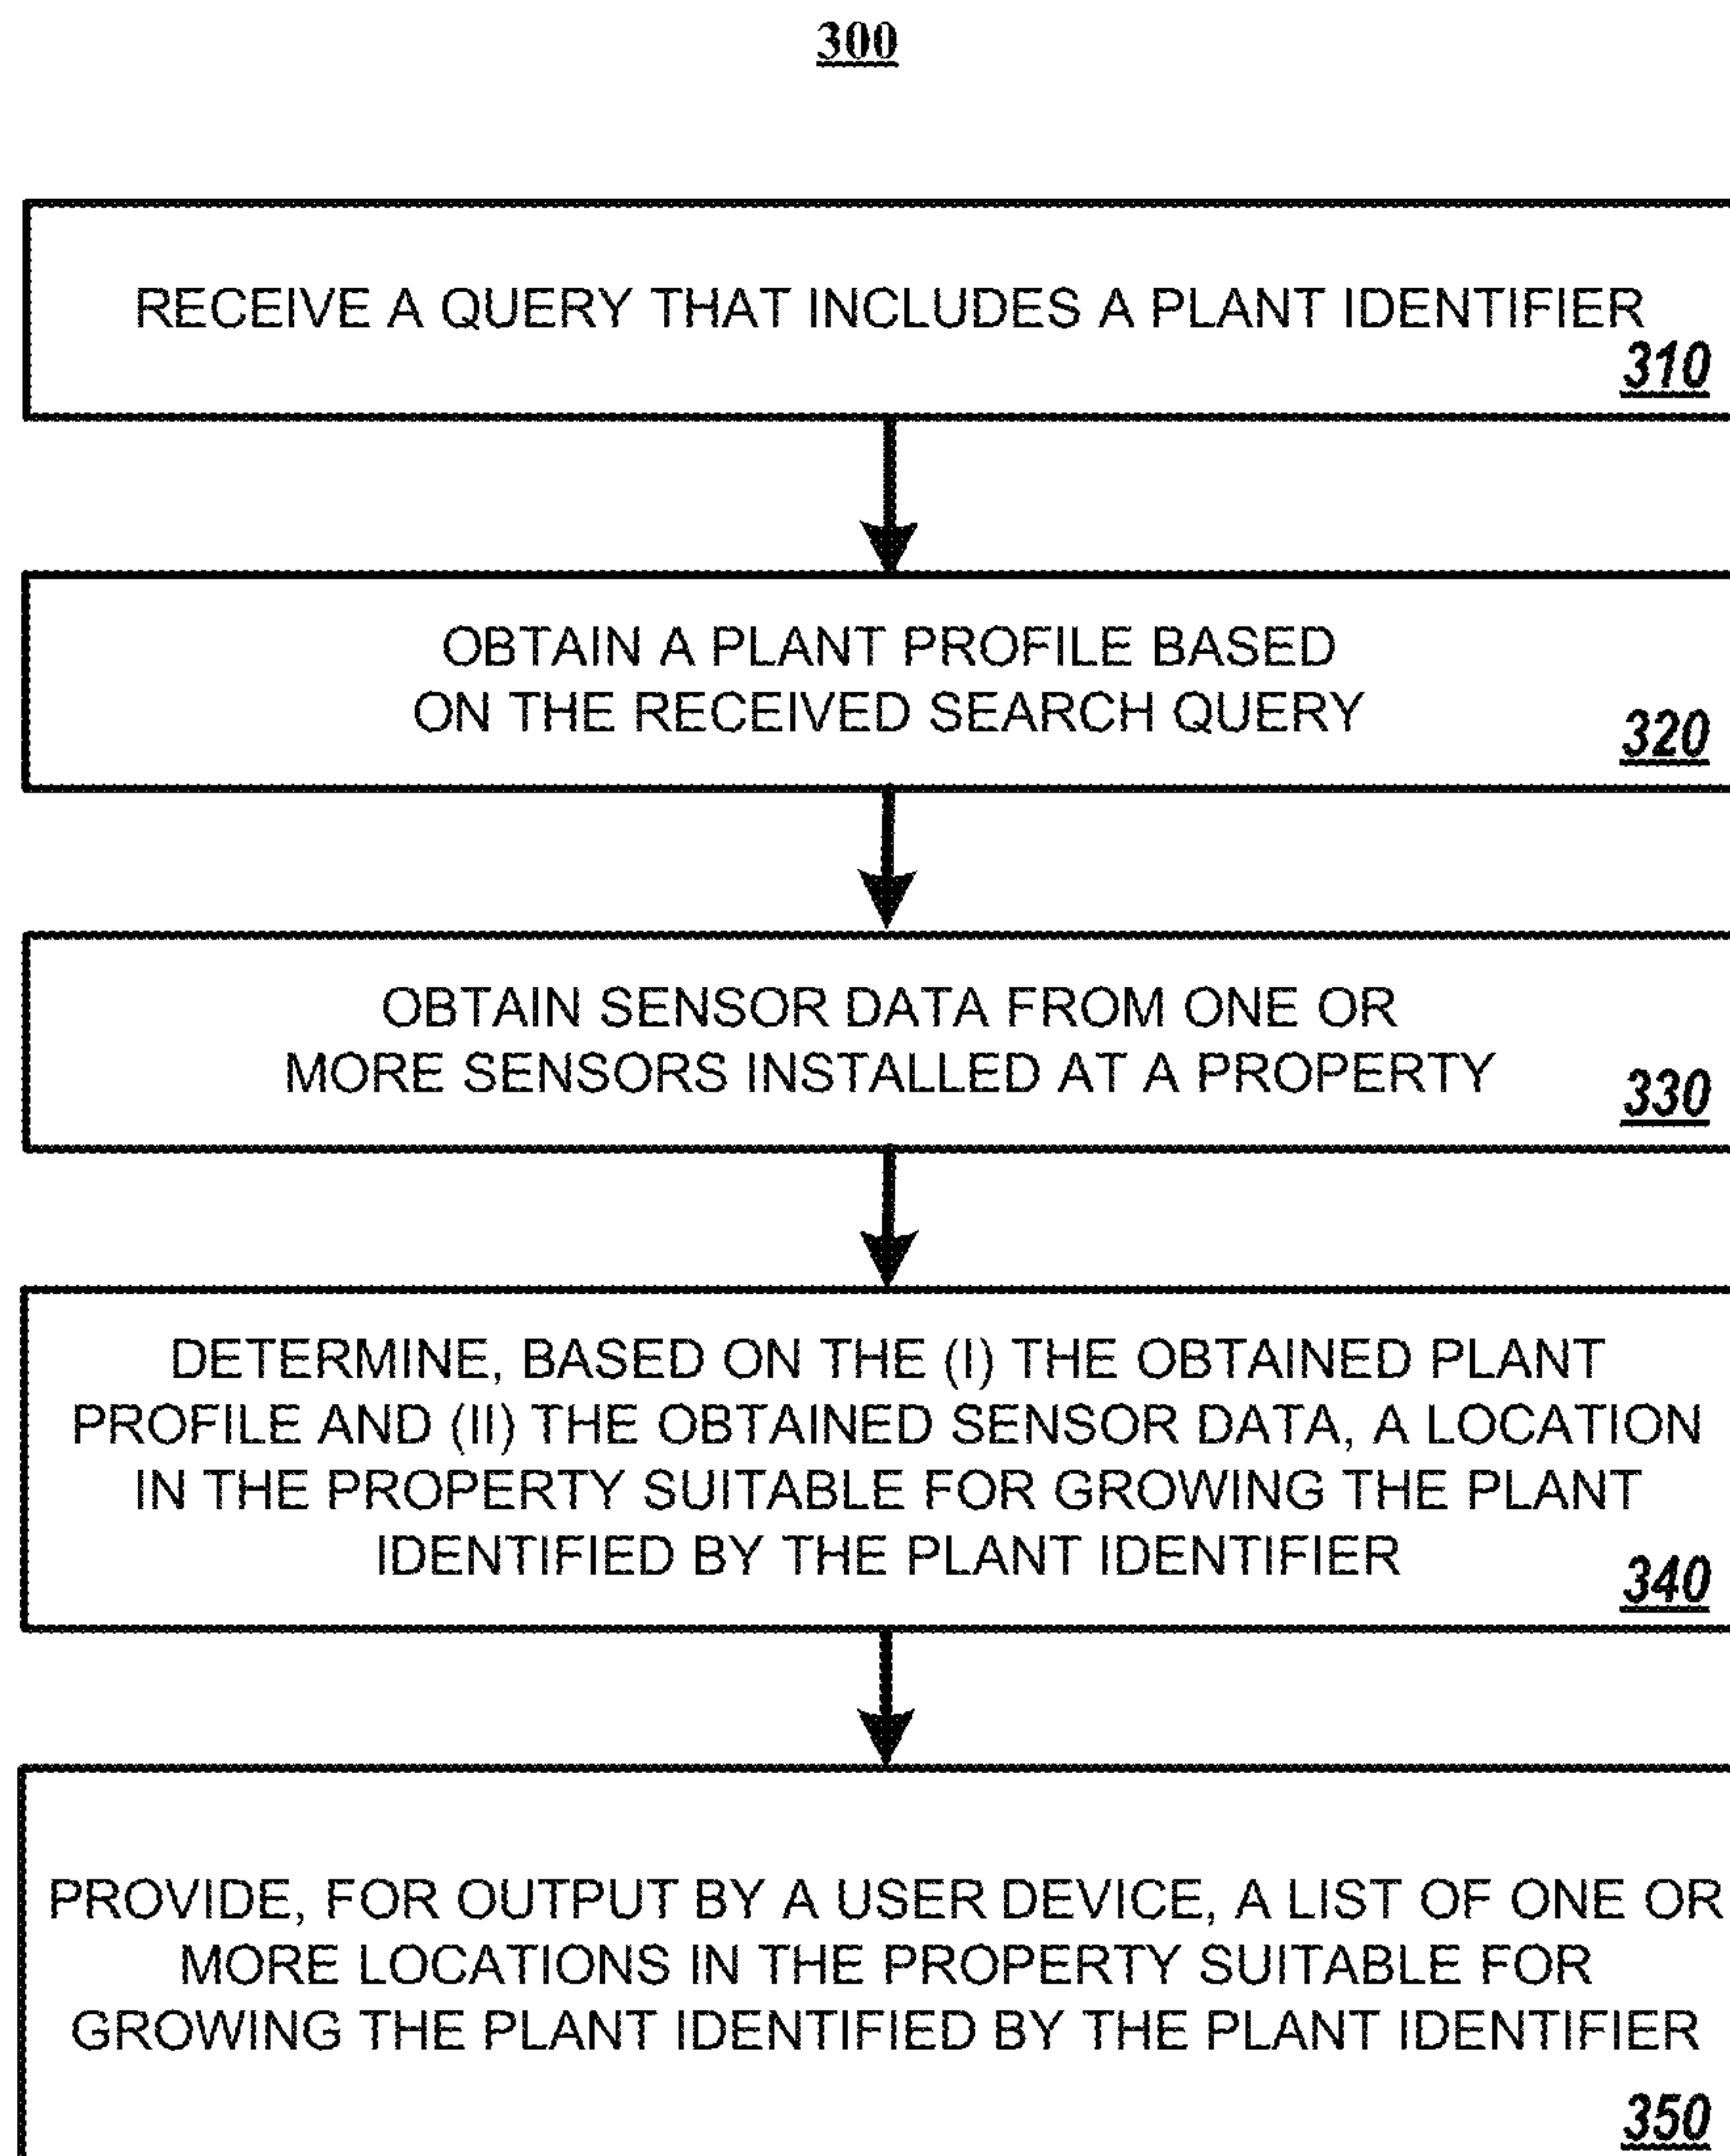 300
RECEIVE A QUERY THAT INCLUDES A PLANT IDENTIFIER
310
OBTAIN A PLANT PROFILE BASED
ON THE RECEIVED SEARCH QUERY
320
OBTAIN SENSOR DATA FROM ONE OR
MORE SENSORS INSTALLED AT A PROPERTY
330
DETERMINE, BASED ON THE (I) THE OBTAINED PLANT
PROFILE AND (II) THE OBTAINED SENSOR DATA, A LOCATION
IN THE PROPERTY SUITABLE FOR GROWING THE PLANT
IDENTIFIED BY THE PLANT IDENTIFIER
340
PROVIDE, FOR OUTPUT BY A USER DEVICE, A LIST OF ONE OR
MORE LOCATIONS IN THE PROPERTY SUITABLE FOR
GROWING THE PLANT IDENTIFIED BY THE PLANT IDENTIFIER
350